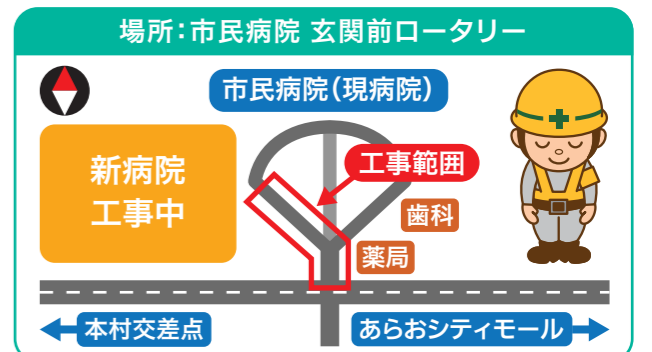 場所：市民病院 玄関前ロータリー
市民病院（現病院）
新病院
工事中
工事範囲
歯科
薬局
本村交差点
あらおシティモール